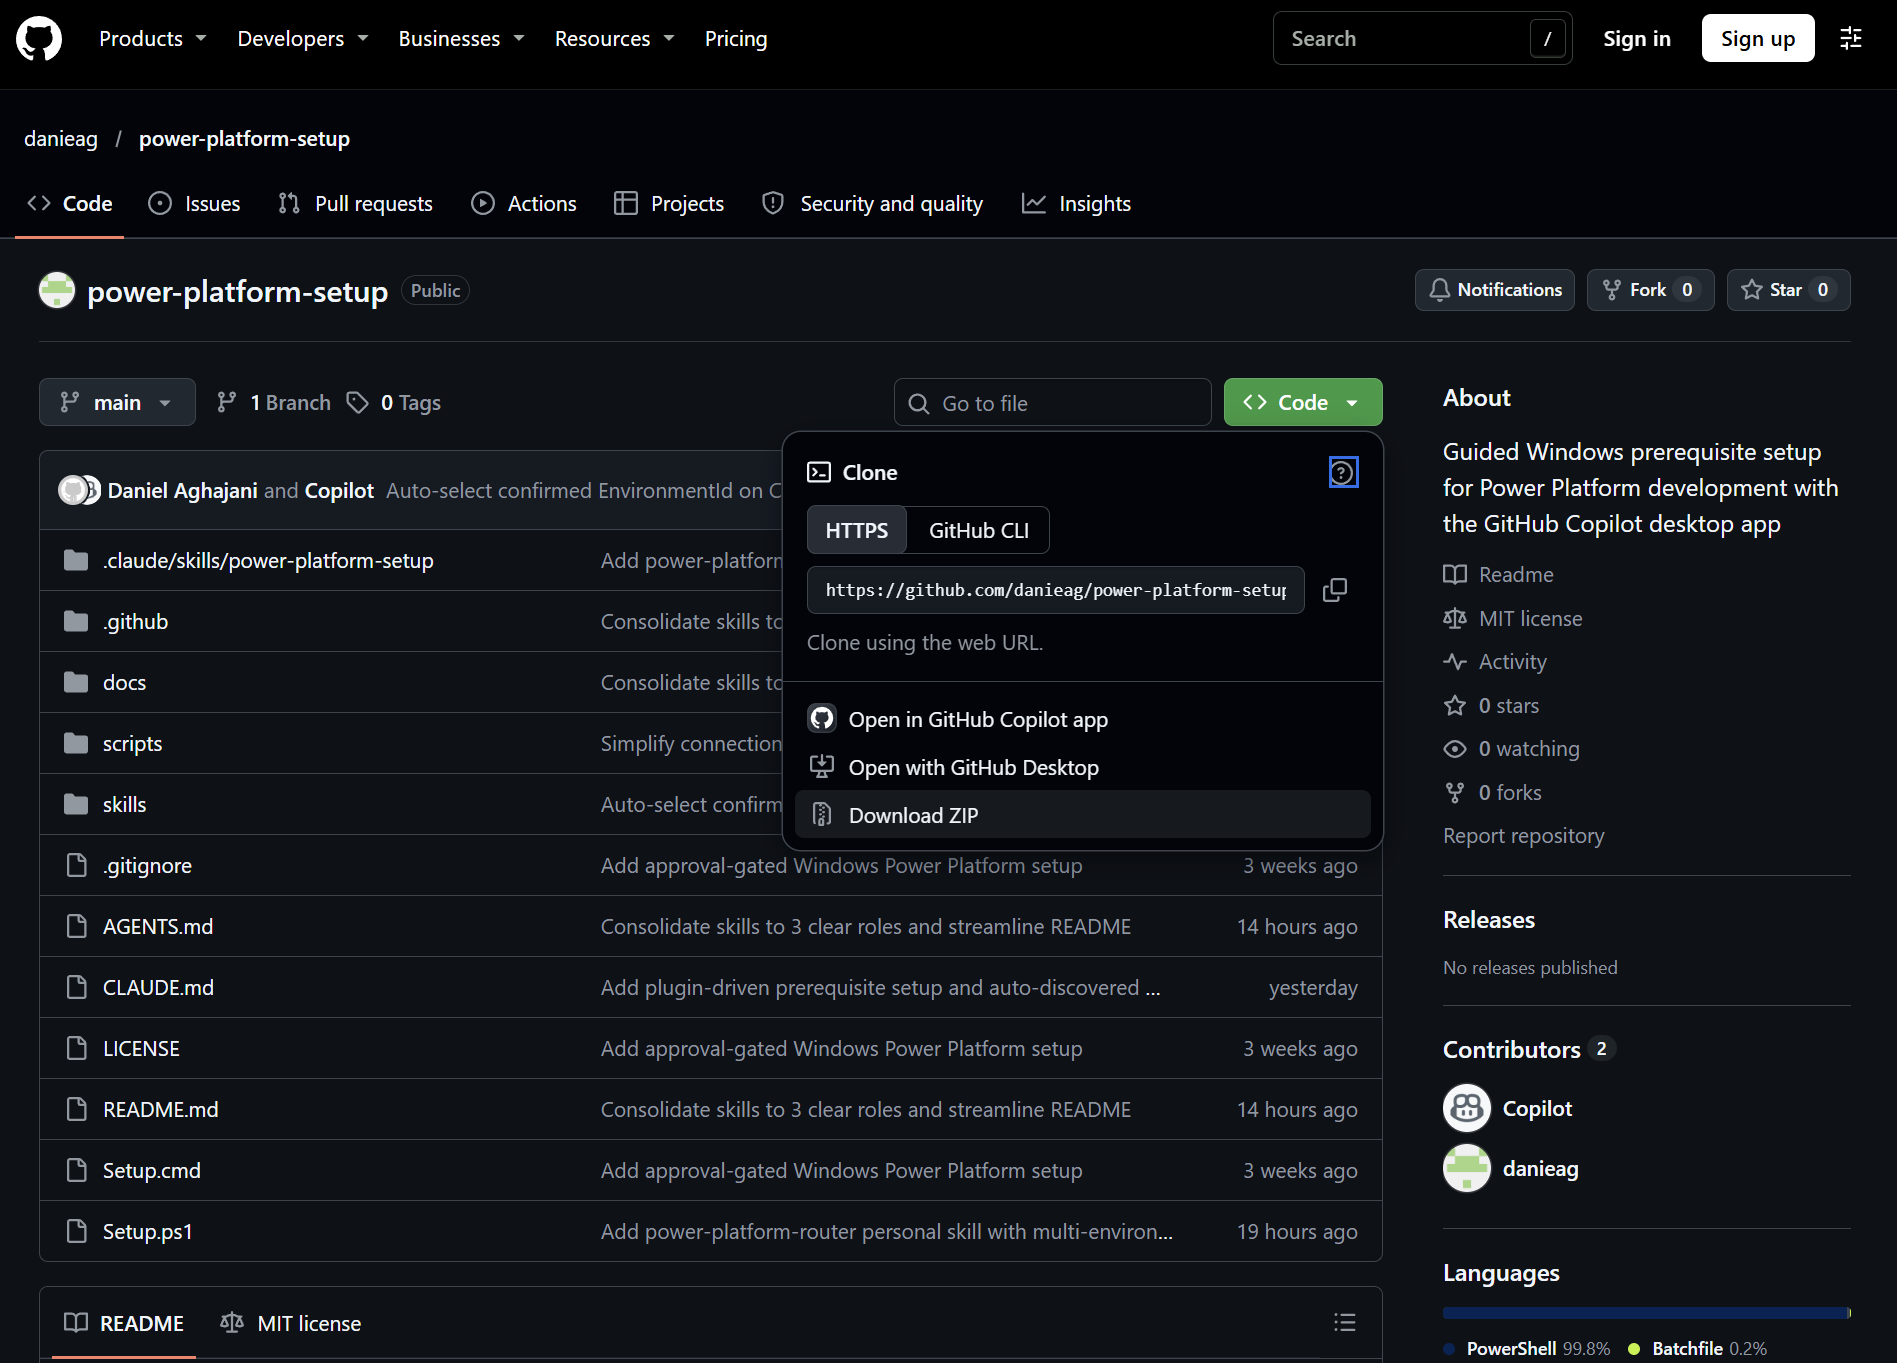 Products Developers Businesses Resources Pricing Search / Sign in Sign up
danieag / power-platform-setup
Code Issues Pull requests Actions Projects Security and quality Insights
power-platform-setup Public Notifications Fork 0 Star 0
main 1 Branch 0 Tags Go to file Code
Clone
HTTPS GitHub CLI
https://github.com/danieag/power-platform-setup
Clone using the web URL.
Open in GitHub Copilot app
Open with GitHub Desktop
Download ZIP
Daniel Aghajani and Copilot Auto-select confirmed EnvironmentId on C
.claude/skills/power-platform-setup Add power-platform
.github Consolidate skills to
docs Consolidate skills to
scripts Simplify connection
skills Auto-select confirm
.gitignore Add approval-gated Windows Power Platform setup 3 weeks ago
AGENTS.md Consolidate skills to 3 clear roles and streamline README 14 hours ago
CLAUDE.md Add plugin-driven prerequisite setup and auto-discovered ... yesterday
LICENSE Add approval-gated Windows Power Platform setup 3 weeks ago
README.md Consolidate skills to 3 clear roles and streamline README 14 hours ago
Setup.cmd Add approval-gated Windows Power Platform setup 3 weeks ago
Setup.ps1 Add power-platform-router personal skill with multi-environ... 19 hours ago
README MIT license
About
Guided Windows prerequisite setup
for Power Platform development with
the GitHub Copilot desktop app
Readme
MIT license
Activity
0 stars
0 watching
0 forks
Report repository
Releases
No releases published
Contributors 2
Copilot
danieag
Languages
PowerShell 99.8% Batchfile 0.2%